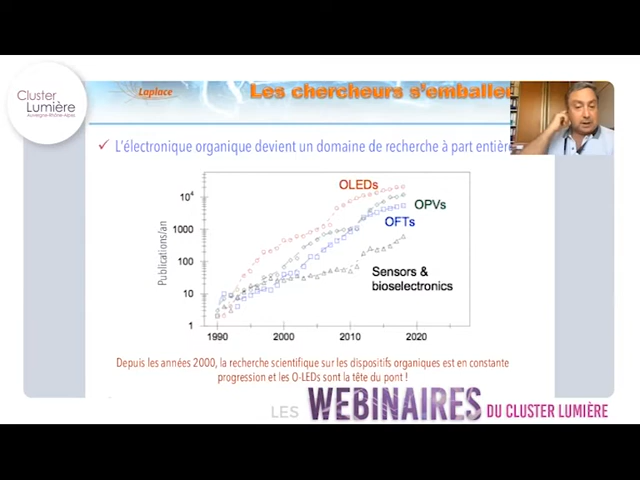 Cluster
Lumière
Auvergne-Rhône-Alpes
Laplace
Les chercheurs s'emballe
✓ L'électronique organique devient un domaine de recherche à part entière
Publications/an
10⁴
1000
100
10
1
1990
2000
2010
2020
OLEDs
OPVs
OFTs
Sensors &
bioselectronics
Depuis les années 2000, la recherche scientifique sur les dispositifs organiques est en constante
progression et les O-LEDs sont la tête du pont !
LES WEBINAIRES DU CLUSTER LUMIÈRE